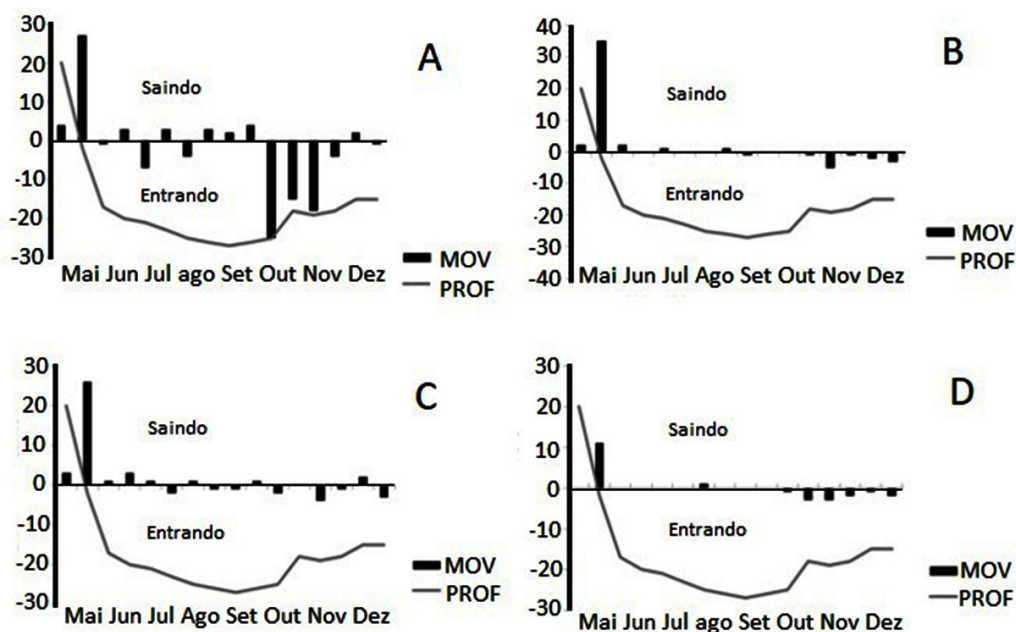 30
20
10
0
-10
-20
-30
A
Saindo
Entrando
Mai Jun Jul ago Set Out Nov Dez
MOV
PROF
40
30
20
10
0
-10
-20
-30
-40
B
Saindo
Entrando
Mai Jun Jul Ago Set Out Nov Dez
MOV
PROF
30
20
10
0
-10
-20
-30
C
Saindo
Entrando
Mai Jun Jul Ago Set Out Nov Dez
MOV
PROF
30
20
10
0
-10
-20
-30
D
Saindo
Entrando
Mai Jun Jul ago Set Out Nov Dez
MOV
PROF